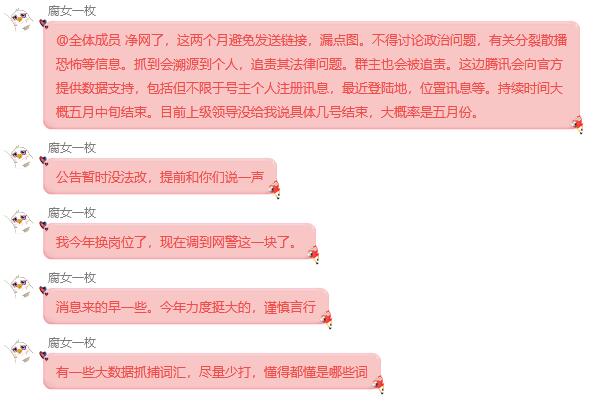 腐女一枚
@全体成员 净网了，这两个月避免发送链接，漏点图。不得讨论政治问题，有关分裂散播
恐怖等信息。抓到会溯源到个人，追责其法律问题。群主也会被追责。这边腾讯会向官方
提供数据支持，包括但不限于号主个人注册讯息，最近登陆地，位置讯息等。持续时间大
概五月中旬结束。目前上级领导没给我说具体几号结束，大概率是五月份。
腐女一枚
公告暂时没法改，提前和你们说一声
腐女一枚
我今年换岗位了，现在调到网警这一块了。
腐女一枚
消息来的早一些。今年力度挺大的，谨慎言行
腐女一枚
有一些大数据抓捕词汇，尽量少打，懂得都懂是哪些词